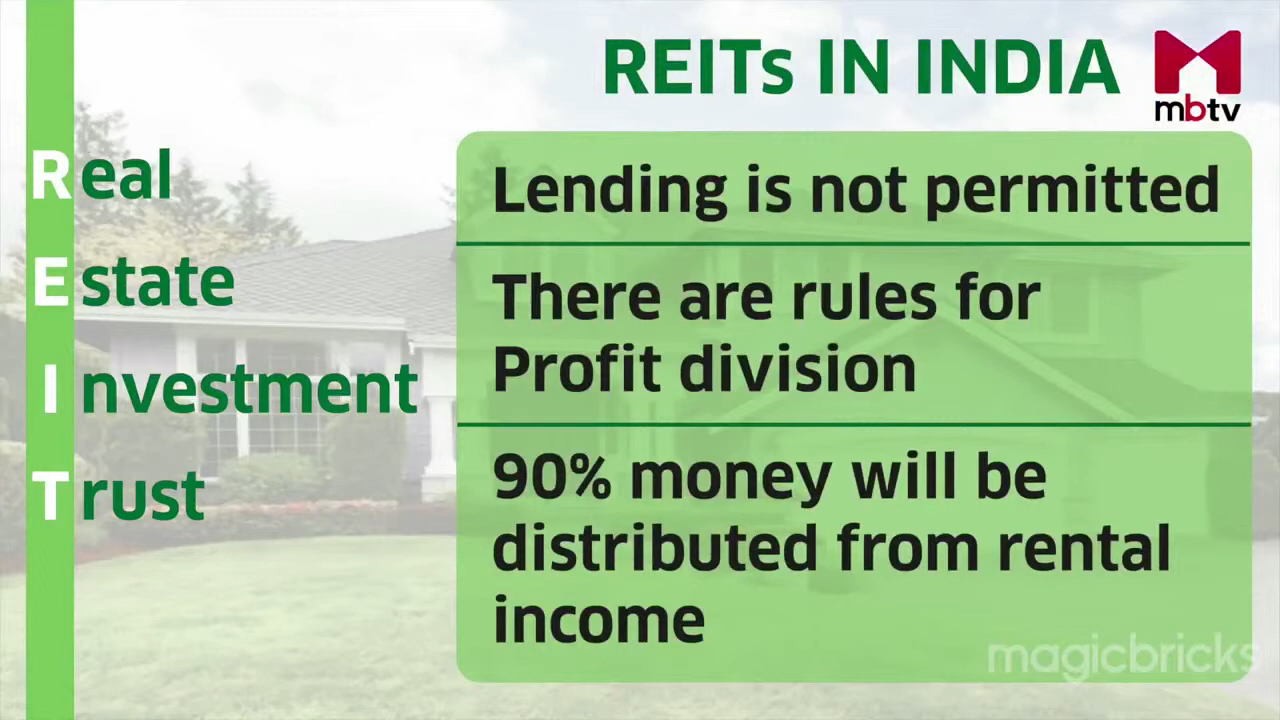 REITs IN INDIA
mbtv
Real
Estate
Investment
Trust
Lending is not permitted
There are rules for
Profit division
90% money will be
distributed from rental
income
magicbricks